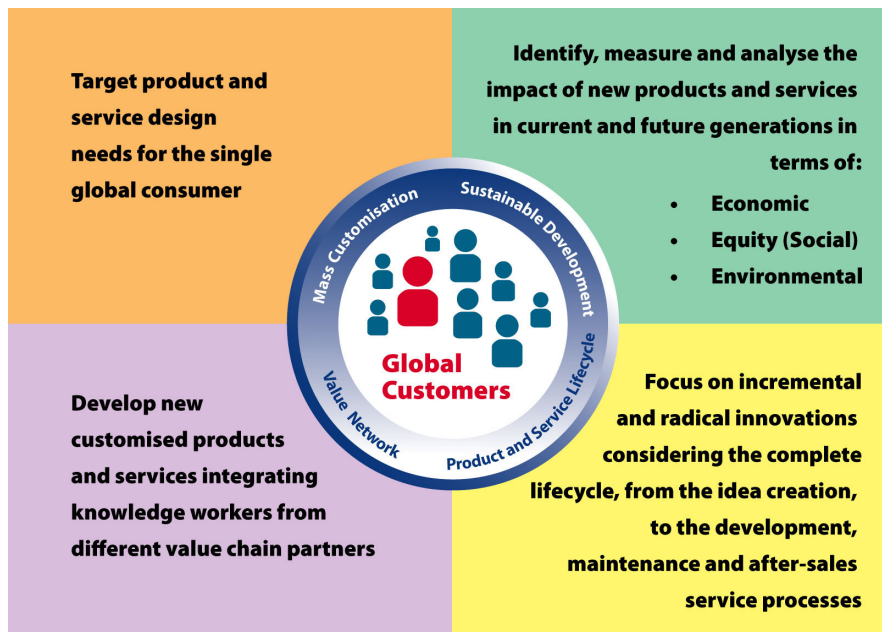 Target product and
service design
needs for the single
global consumer
Identify, measure and analyse the
impact of new products and services
in current and future generations in
terms of:
• Economic
• Equity (Social)
• Environmental
Mass Customisation
Sustainable Development
Global
Customers
Value Network
Product and Service Lifecycle
Develop new
customised products
and services integrating
knowledge workers from
different value chain partners
Focus on incremental
and radical innovations
considering the complete
lifecycle, from the idea creation,
to the development,
maintenance and after-sales
service processes